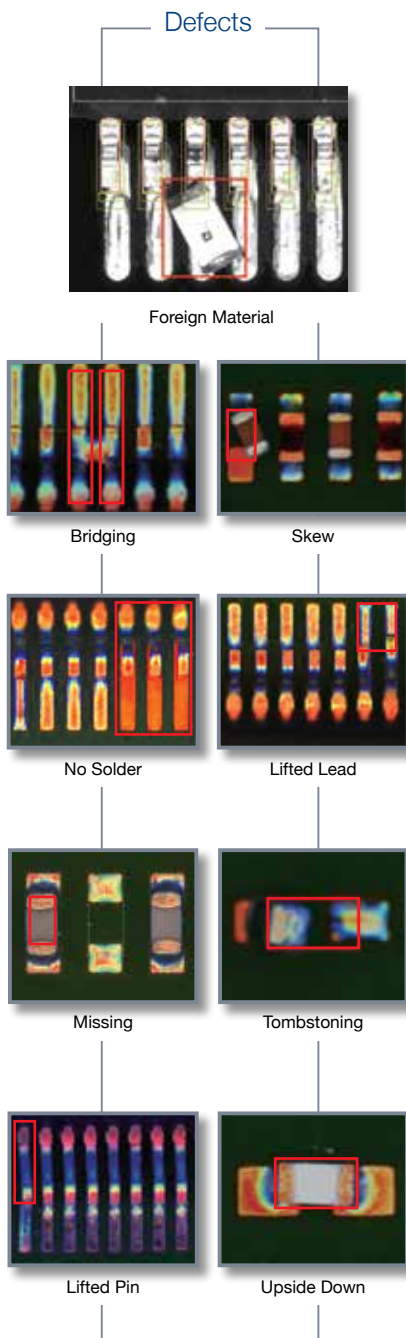 Defects
Foreign Material
Bridging
Skew
No Solder
Lifted Lead
Missing
Tombstoning
Lifted Pin
Upside Down